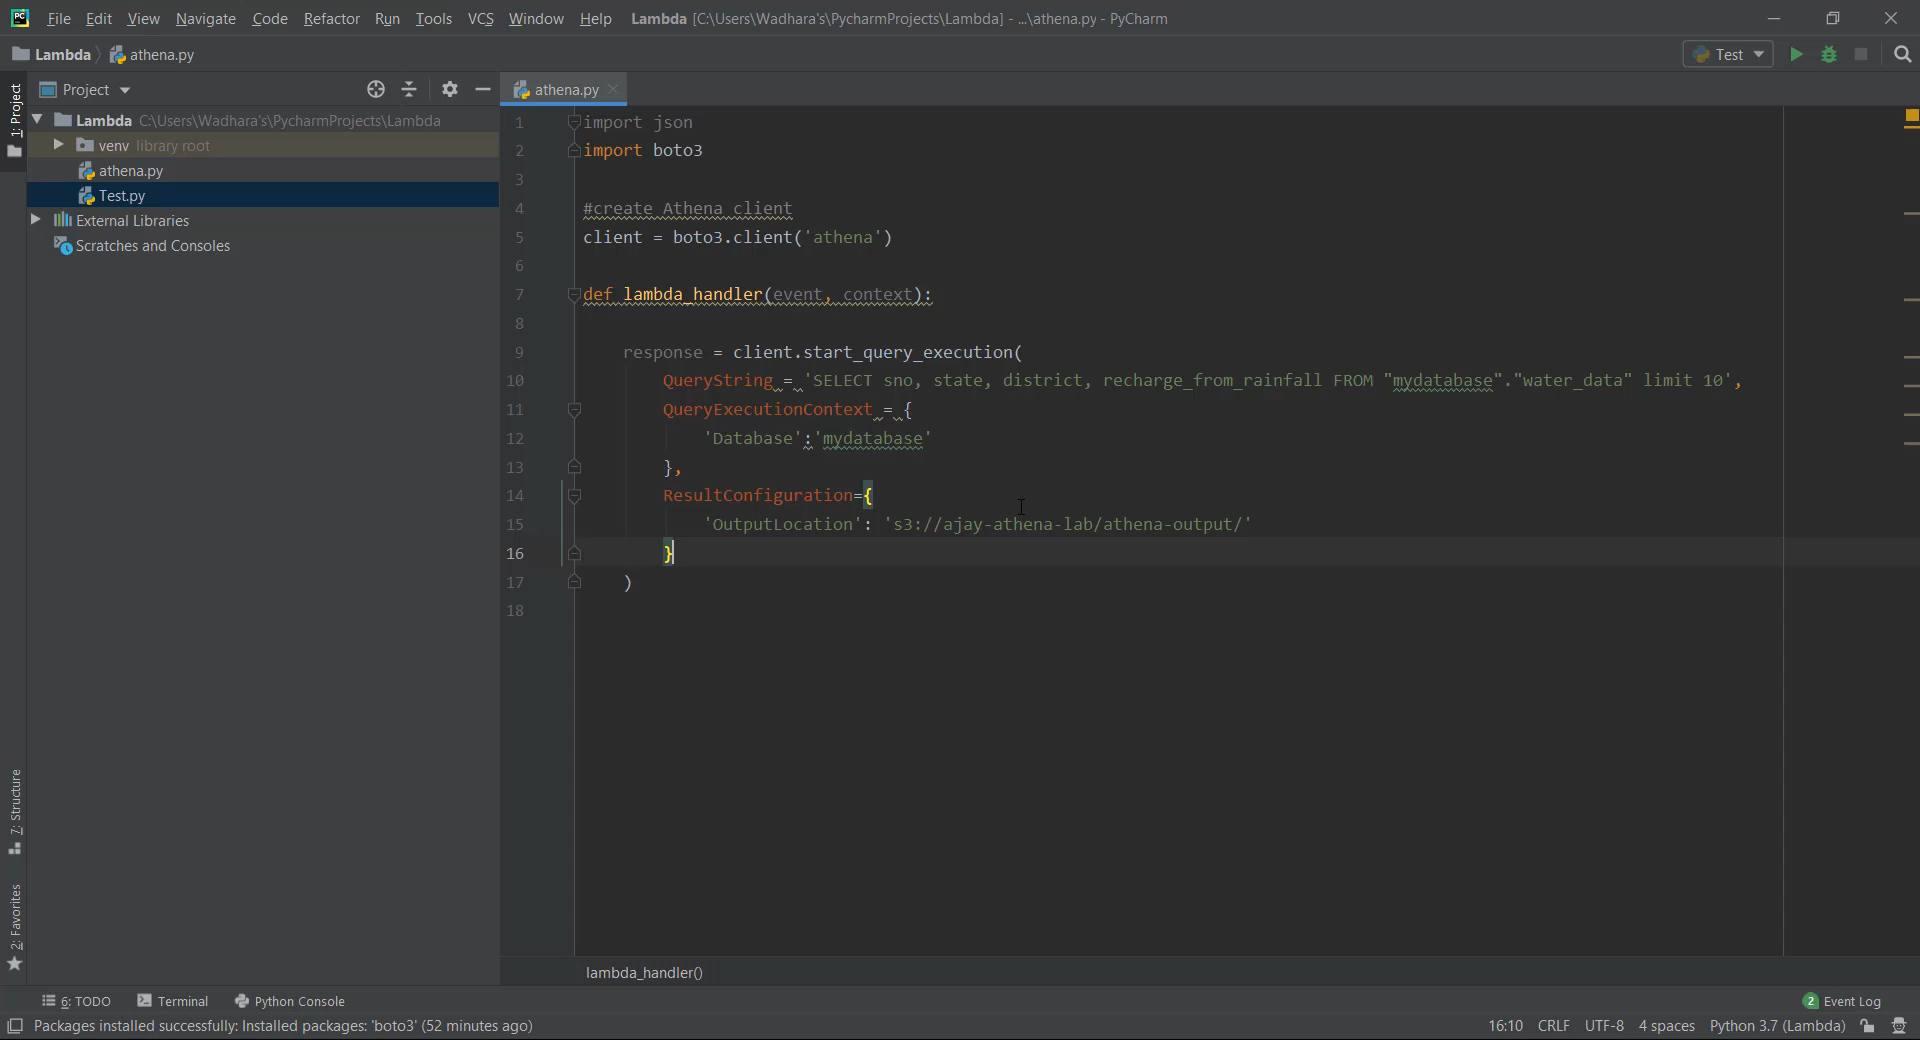 PC File Edit View Navigate Code Refactor Run Tools VCS Window Help Lambda [C:\Users\Wadhara's\PycharmProjects\Lambda] - ...\athena.py - PyCharm
Lambda athena.py Test
1: Project
Project
athena.py
Lambda C:\Users\Wadhara's\PycharmProjects\Lambda
venv library root
athena.py
Test.py
External Libraries
Scratches and Consoles
1 import json
2 import boto3
3
4 #create Athena client
5 client = boto3.client('athena')
6
7 def lambda_handler(event, context):
8
9 response = client.start_query_execution(
10 QueryString = 'SELECT sno, state, district, recharge_from_rainfall FROM "mydatabase"."water_data" limit 10',
11 QueryExecutionContext = {
12 'Database':'mydatabase'
13 },
14 ResultConfiguration={
15 'OutputLocation': 's3://ajay-athena-lab/athena-output/'
16 }
17 )
18
7: Structure
2: Favorites
lambda_handler()
6: TODO Terminal Python Console 2 Event Log
Packages installed successfully: Installed packages: 'boto3' (52 minutes ago) 16:10 CRLF UTF-8 4 spaces Python 3.7 (Lambda)